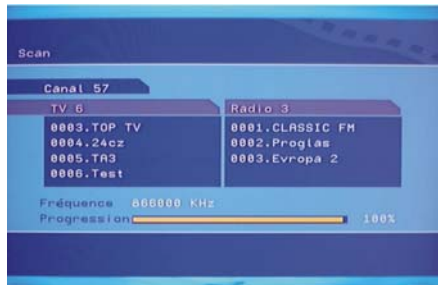 Scan
Canal 57
TV 6
0003.TOP TV
0004.24cz
0005.TA3
0006.Test
Radio 3
0001.CLASSIC FM
0002.Proglas
0003.Evropa 2
Fréquence 866000 KHz
Progression 100%